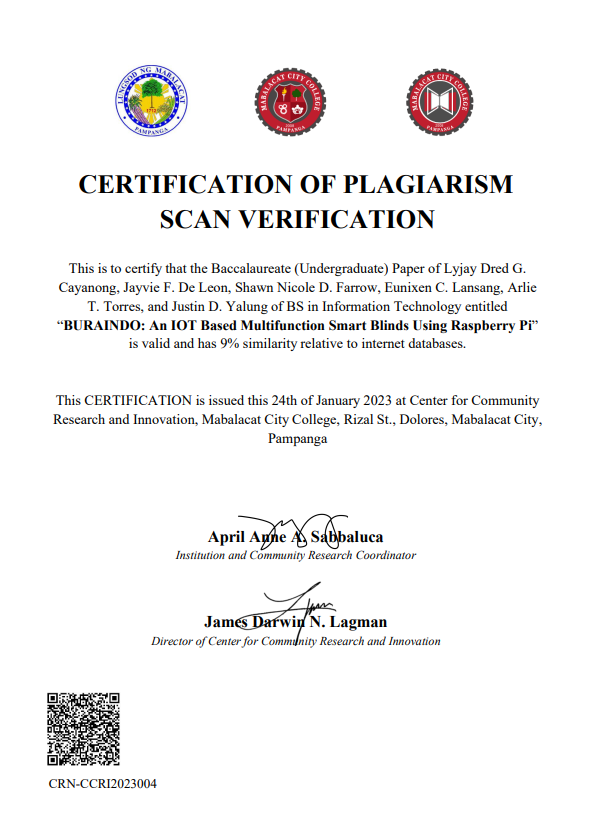 LUNGSOD NG MABALACAT
PAMPANGA
MABALACAT CITY COLLEGE
PAMPANGA
MABALACAT CITY COLLEGE
PAMPANGA
CERTIFICATION OF PLAGIARISM
SCAN VERIFICATION
This is to certify that the Baccalaureate (Undergraduate) Paper of Lyjay Dred G.
Cayanong, Jayvie F. De Leon, Shawn Nicole D. Farrow, Eunixen C. Lansang, Arlie
T. Torres, and Justin D. Yalung of BS in Information Technology entitled
“BURAINDO: An IOT Based Multifunction Smart Blinds Using Raspberry Pi”
is valid and has 9% similarity relative to internet databases.
This CERTIFICATION is issued this 24th of January 2023 at Center for Community
Research and Innovation, Mabalacat City College, Rizal St., Dolores, Mabalacat City,
Pampanga
April Anne A. Sabbaluca
Institution and Community Research Coordinator
James Darwin N. Lagman
Director of Center for Community Research and Innovation
CRN-CCRI2023004